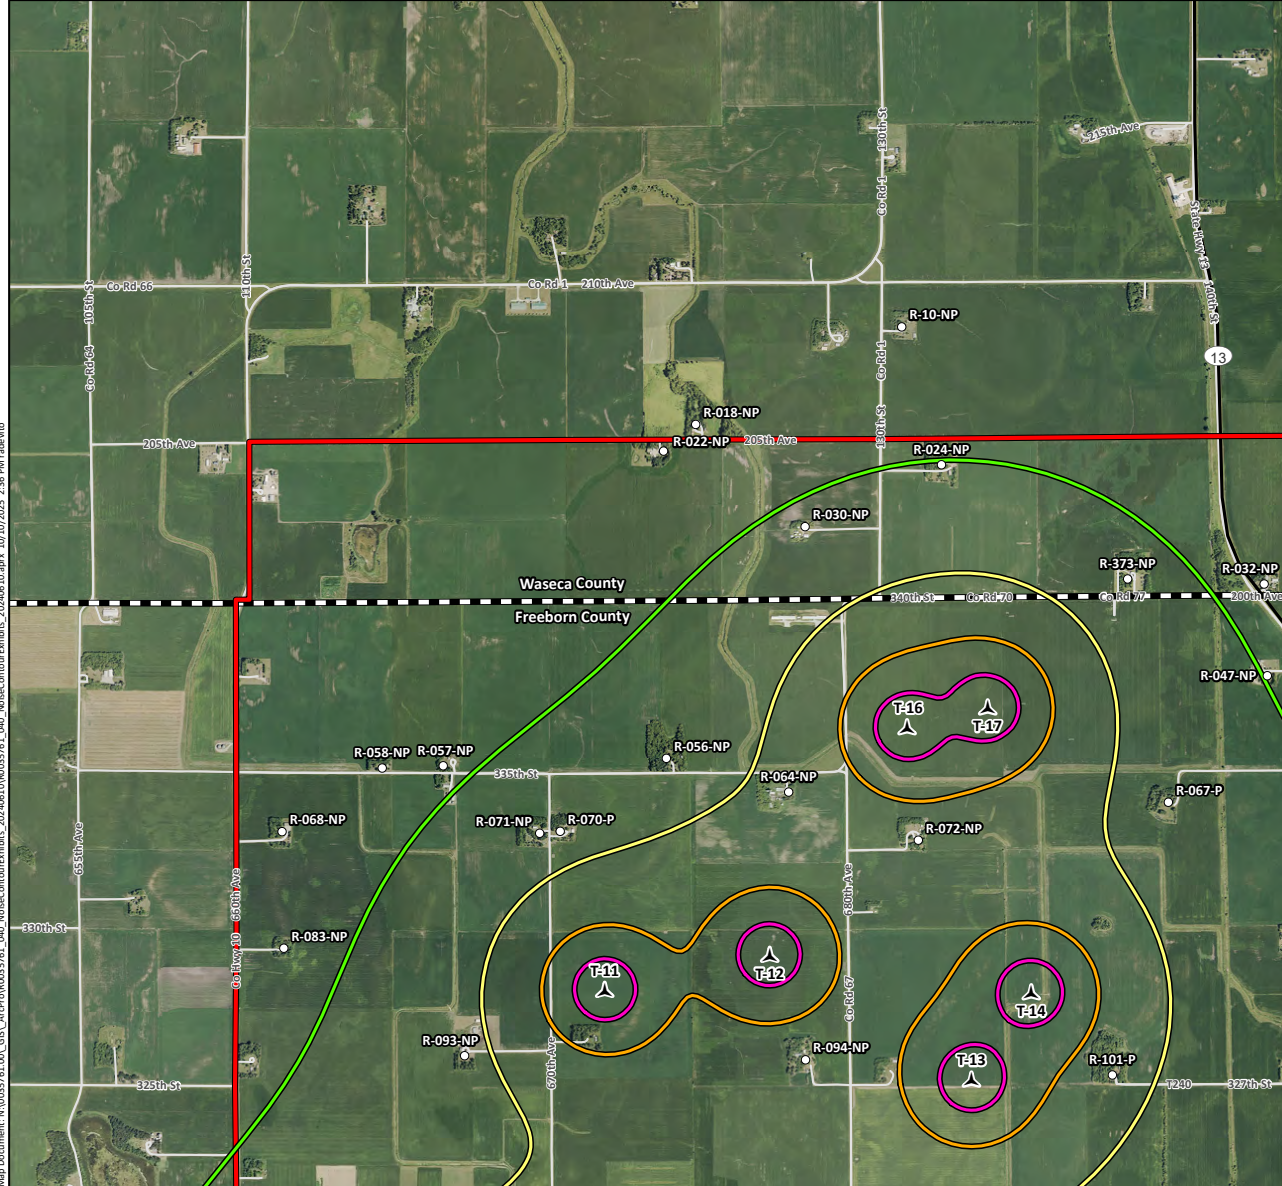 215th Ave
130th St
Co Rd 1
State Hwy 13
140th St
110th St
105th St
Co Rd 66
Co Rd 1
210th Ave
R-10-NP
13
Co Rd 64
Co Rd 1
R-018-NP
130th St
205th Ave
R-022-NP
205th Ave
R-024-NP
R-030-NP
R-373-NP
R-032-NP
Waseca County
340th St
Co Rd 70
Co Rd 77
200th Ave
Freeborn County
R-047-NP
T-16
T-17
R-058-NP
R-057-NP
R-056-NP
335th St
R-064-NP
R-067-P
R-068-NP
R-071-NP
R-070-P
R-072-NP
655th Ave
660th Ave
680th Ave
330th St
R-083-NP
Co Hwy 10
T-11
T-12
Co Rd 67
T-14
R-093-NP
R-094-NP
670th Ave
T-13
R-101-P
325th St
T240
327th St